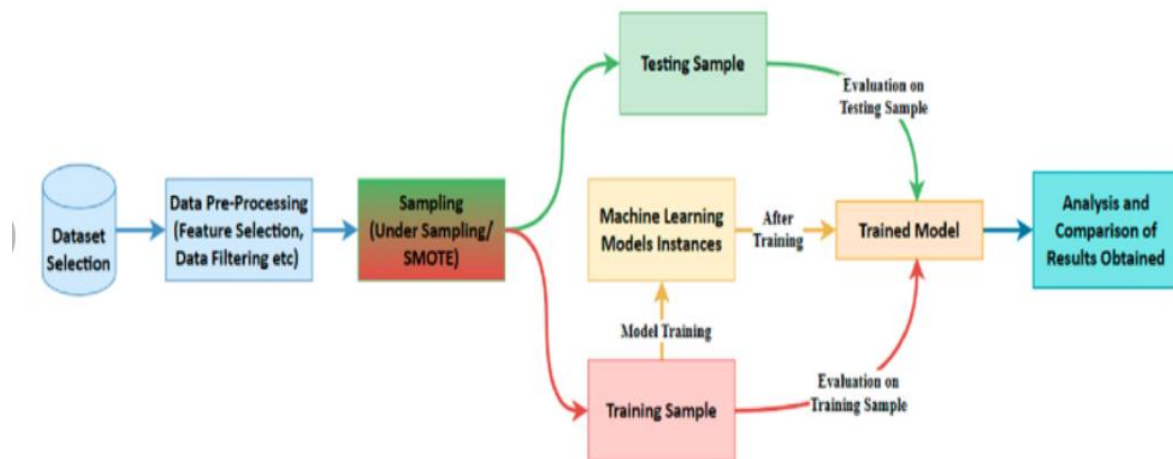 Dataset
Selection
Data Pre-Processing
(Feature Selection,
Data Filtering etc)
Sampling
(Under Sampling/
SMOTE)
Testing Sample
Evaluation on
Testing Sample
Machine Learning
Models Instances
After
Training
Model Training
Training Sample
Evaluation on
Training Sample
Trained Model
Analysis and
Comparison of
Results Obtained